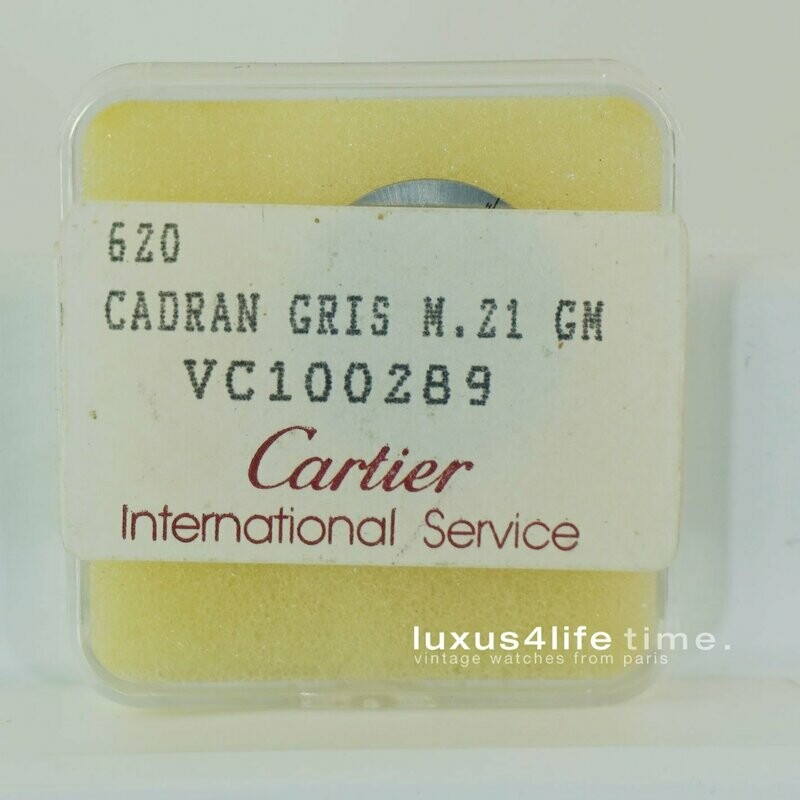 620
CADRAN GRIS M.21 GM
VC100289
Cartier
International Service
luxus4life time.
vintage watches from paris